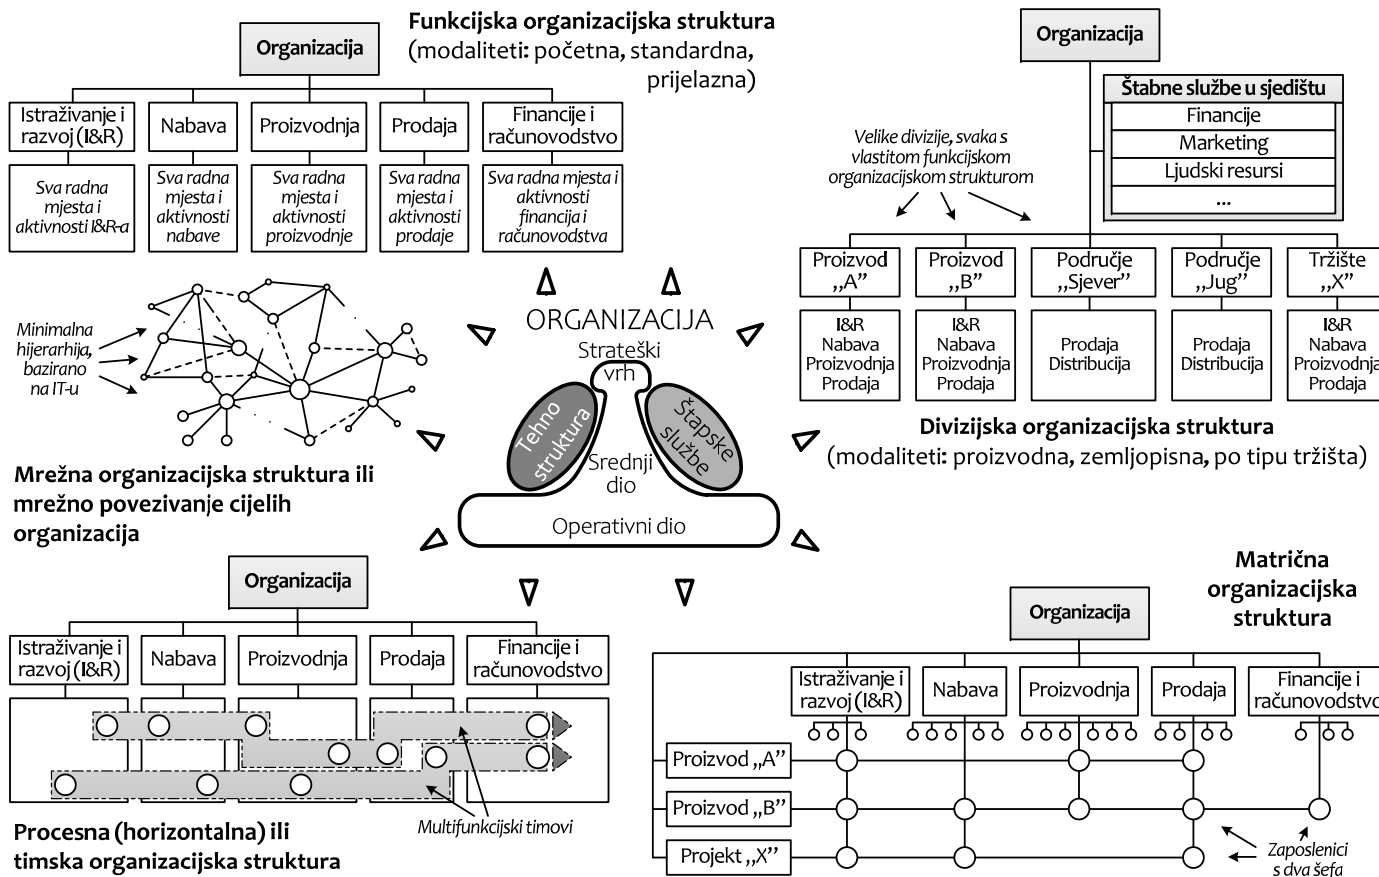 Funkcijska organizacijska struktura
(modaliteti: početna, standardna,
prijelazna)
Organizacija
Istraživanje i
razvoj (I&R)
Nabava
Proizvodnja
Prodaja
Financije i
računovodstvo
Sva radna
mjesta i
aktivnosti I&R-a
Sva radna
mjesta i
aktivnosti
nabave
Sva radna
mjesta i
aktivnosti
proizvodnje
Sva radna
mjesta i
aktivnosti
prodaje
Sva radna mjesta i
aktivnosti
financija i
računovodstva
Organizacija
Štabne službe u sjedištu
Financije
Marketing
Ljudski resursi
...
Velike divizije, svaka s
vlastitom funkcijskom
organizacijskom strukturom
Proizvod
„A”
Proizvod
„B”
Područje
„Sjever”
Područje
„Jug”
Tržište
„X”
I&R
Nabava
Proizvodnja
Prodaja
I&R
Nabava
Proizvodnja
Prodaja
Prodaja
Distribucija
Prodaja
Distribucija
I&R
Nabava
Proizvodnja
Prodaja
Divizijska organizacijska struktura
(modaliteti: proizvodna, zemljopisna, po tipu tržišta)
Minimalna
hijerarhija,
bazirano
na IT-u
Mrežna organizacijska struktura ili
mrežno povezivanje cijelih
organizacija
ORGANIZACIJA
Strateški
vrh
Tehno
struktura
Štapske
službe
Srednji
dio
Operativni dio
Organizacija
Istraživanje i
razvoj (I&R)
Nabava
Proizvodnja
Prodaja
Financije i
računovodstvo
Multifunkcijski timovi
Procesna (horizontalna) ili
timska organizacijska struktura
Matrična
organizacijska
struktura
Organizacija
Istraživanje i
razvoj (I&R)
Nabava
Proizvodnja
Prodaja
Financije i
računovodstvo
Proizvod „A”
Proizvod „B”
Projekt „X”
Zaposlenici
s dva šefa